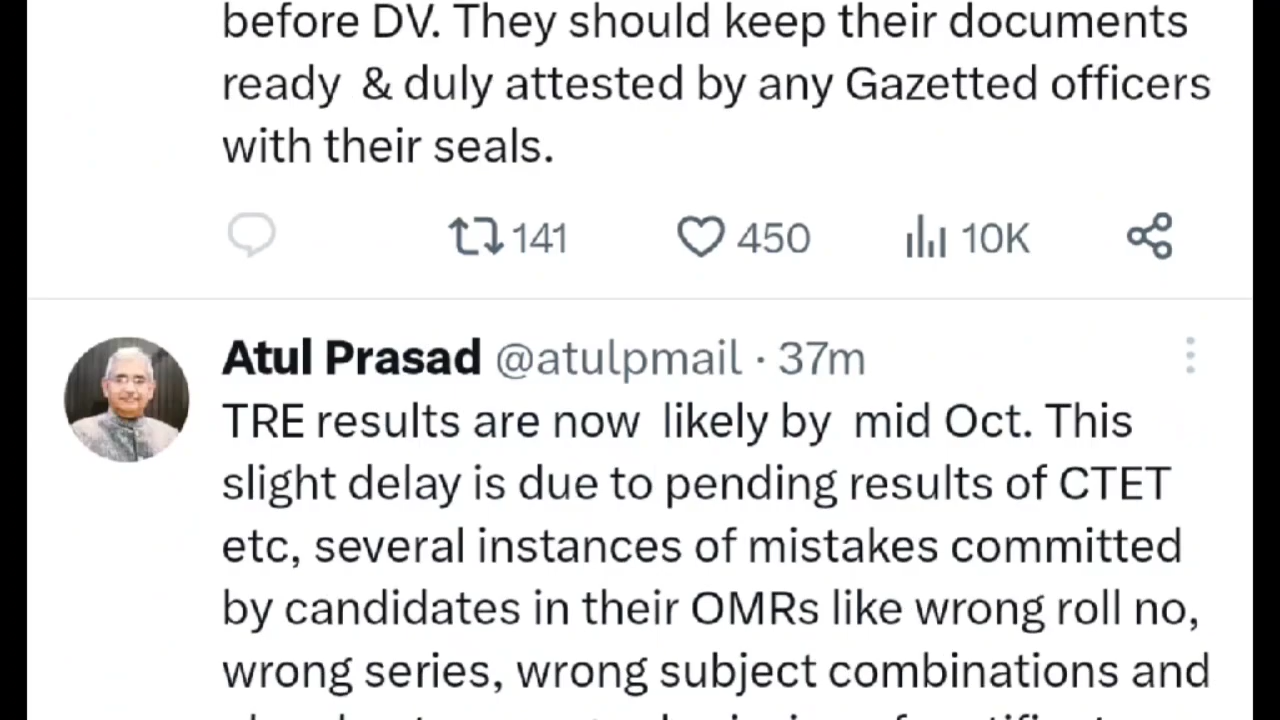 before DV. They should keep their documents
ready & duly attested by any Gazetted officers
with their seals.
141 450 10K
Atul Prasad @atulpmail · 37m
TRE results are now likely by mid Oct. This
slight delay is due to pending results of CTET
etc, several instances of mistakes committed
by candidates in their OMRs like wrong roll no,
wrong series, wrong subject combinations and